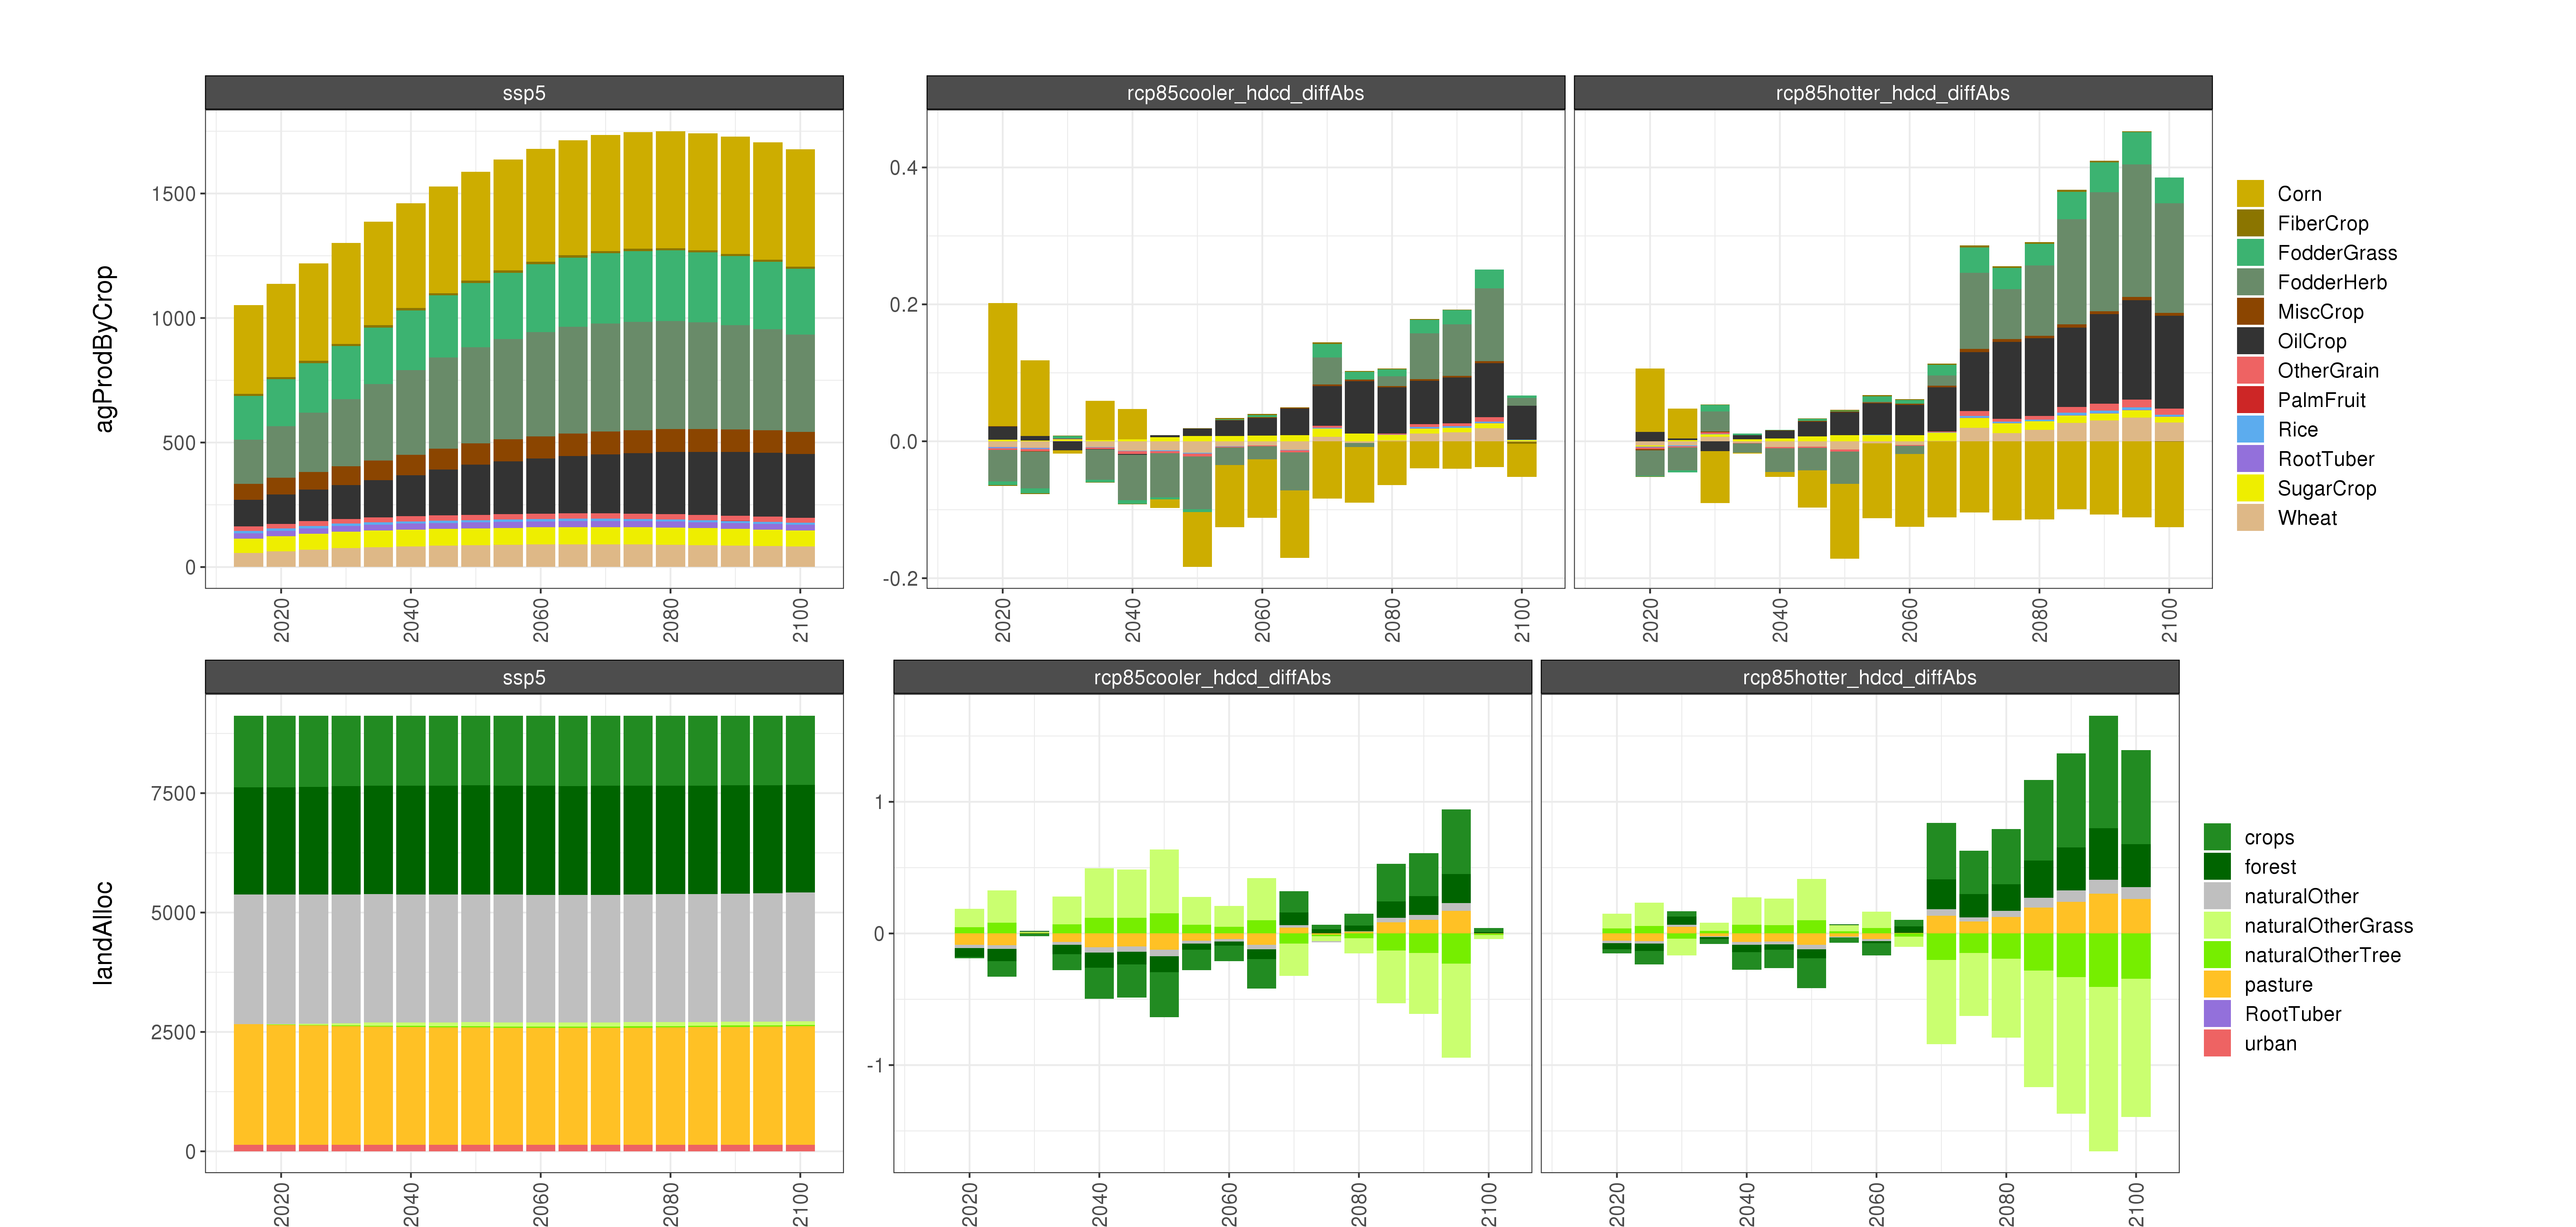 ssp5
rcp85cooler_hdcd_diffAbs
rcp85hotter_hdcd_diffAbs
agProdByCrop
1500
1000
500
0
0.4
0.2
0.0
-0.2
2020
2040
2060
2080
2100
2020
2040
2060
2080
2100
2020
2040
2060
2080
2100
Corn
FiberCrop
FodderGrass
FodderHerb
MiscCrop
OilCrop
OtherGrain
PalmFruit
Rice
RootTuber
SugarCrop
Wheat
ssp5
rcp85cooler_hdcd_diffAbs
rcp85hotter_hdcd_diffAbs
landAlloc
7500
5000
2500
0
1
0
-1
2020
2040
2060
2080
2100
2020
2040
2060
2080
2100
2020
2040
2060
2080
2100
crops
forest
naturalOther
naturalOtherGrass
naturalOtherTree
pasture
RootTuber
urban